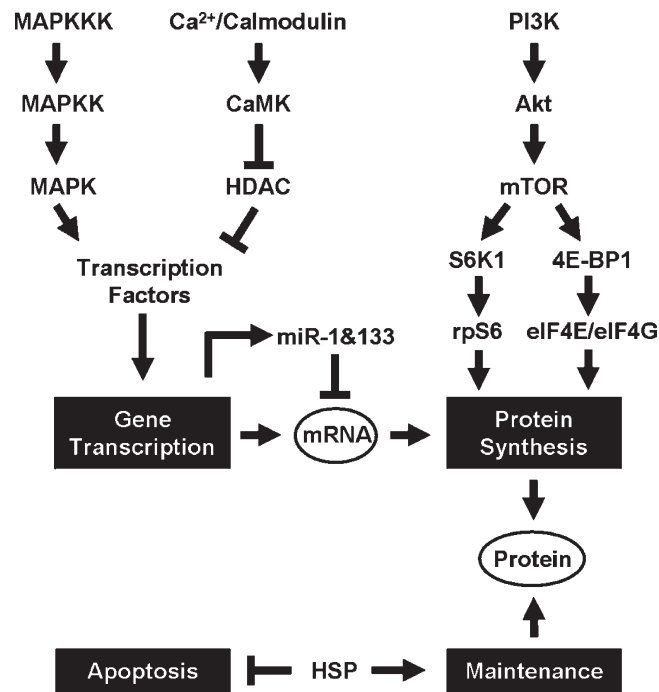 MAPKKK
Ca²⁺/Calmodulin
PI3K
MAPKK
CaMK
Akt
MAPK
HDAC
mTOR
Transcription
Factors
S6K1
4E-BP1
miR-1&133
rpS6
eIF4E/eIF4G
Gene
Transcription
mRNA
Protein
Synthesis
Protein
Apoptosis
HSP
Maintenance